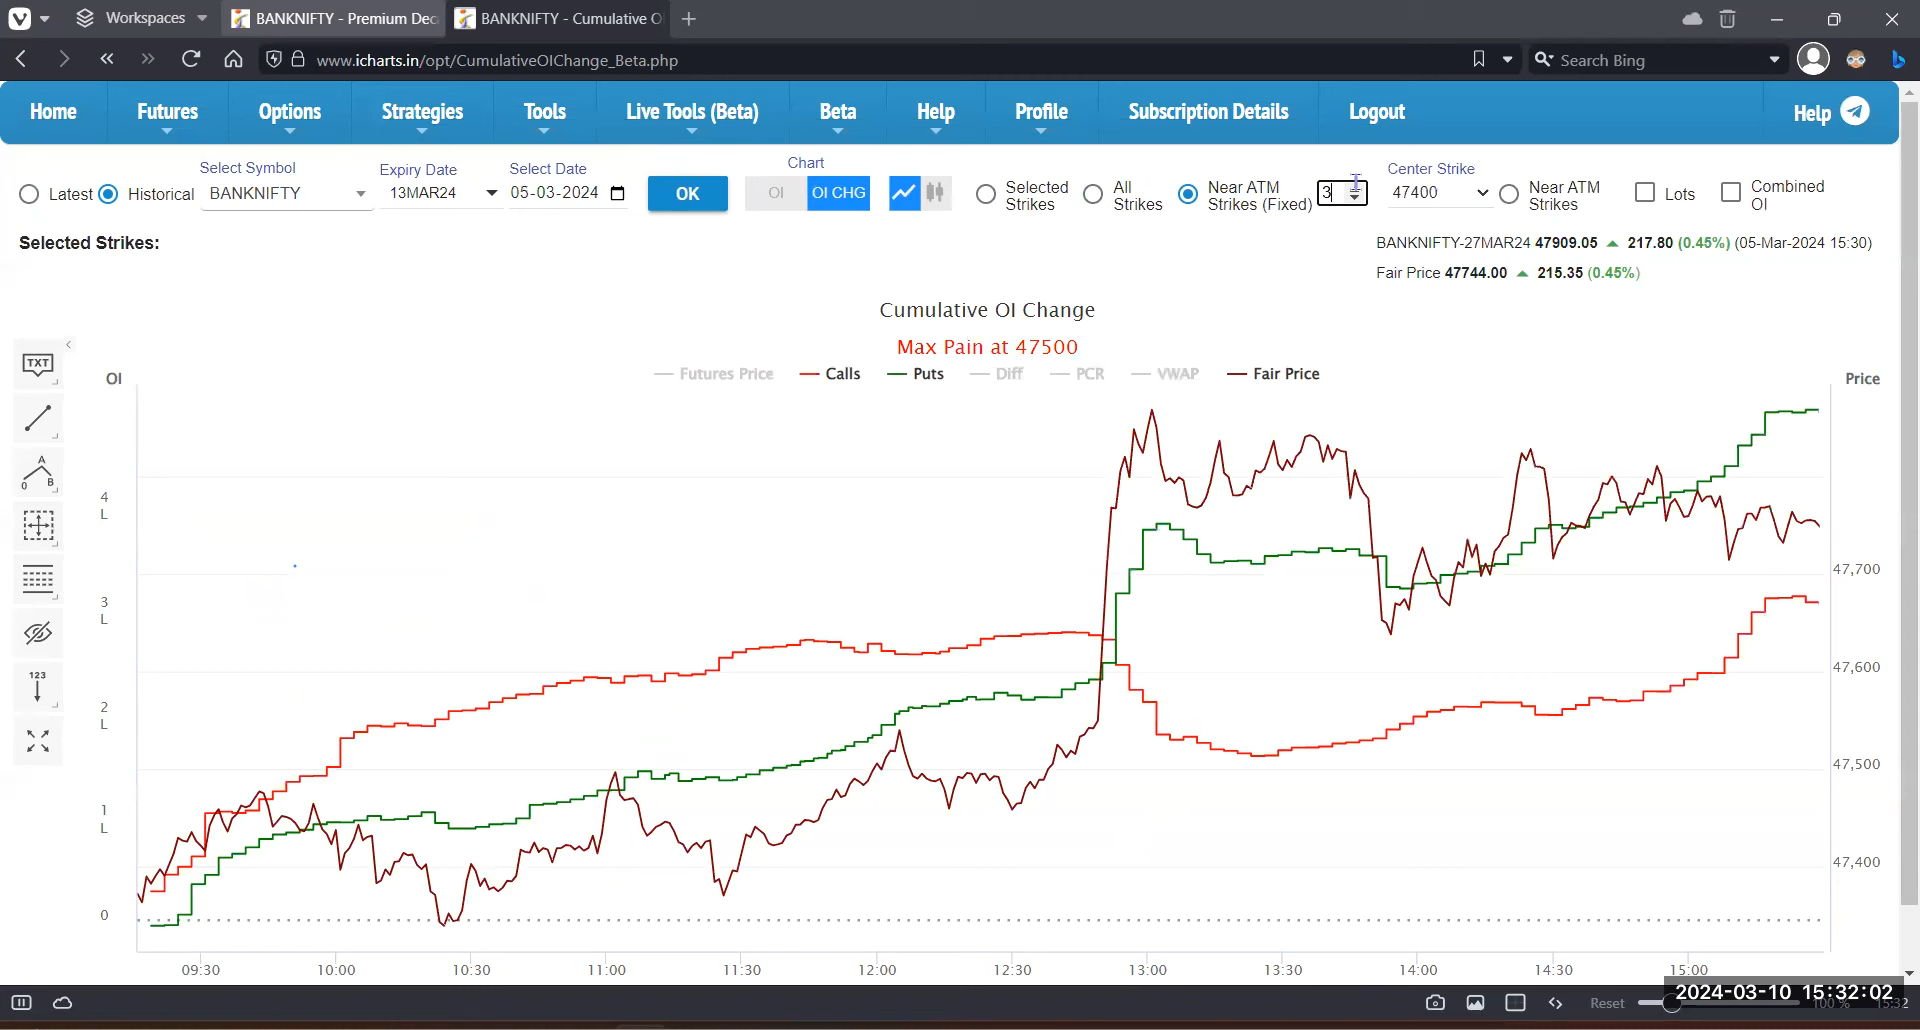 Workspaces
BANKNIFTY - Premium Dec
BANKNIFTY - Cumulative O
www.icharts.in/opt/CumulativeOIChange_Beta.php
Search Bing
Home Futures Options Strategies Tools Live Tools (Beta) Beta Help Profile Subscription Details Logout Help
Latest Historical
Select Symbol
BANKNIFTY
Expiry Date
13MAR24
Select Date
05-03-2024
OK
Chart
OI OI CHG
Selected
Strikes
All
Strikes
Near ATM
Strikes (Fixed)
3
Center Strike
47400
Near ATM
Strikes
Lots
Combined
OI
Selected Strikes:
BANKNIFTY-27MAR24 47909.05 217.80 (0.45%) (05-Mar-2024 15:30)
Fair Price 47744.00 215.35 (0.45%)
Cumulative OI Change
Max Pain at 47500
Futures Price Calls Puts Diff PCR VWAP Fair Price
OI
Price
TXT
A
0 B
123
4
L
3
L
2
L
1
L
0
47,700
47,600
47,500
47,400
09:30 10:00 10:30 11:00 11:30 12:00 12:30 13:00 13:30 14:00 14:30 15:00
Reset
100 %
15:32
2024-03-10 15:32:02